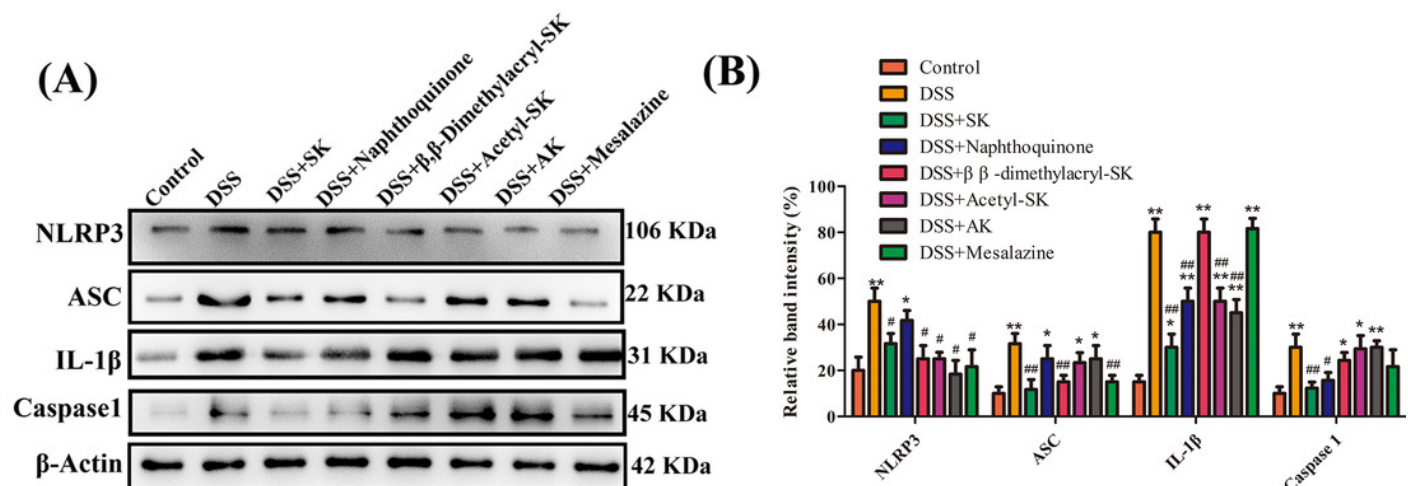 (A)
Control
DSS
DSS+SK
DSS+Naphthoquinone
DSS+β,β-Dimethylacryl-SK
DSS+Acetyl-SK
DSS+AK
DSS+Mesalazine
NLRP3
106 KDa
ASC
22 KDa
IL-1β
31 KDa
Caspase1
45 KDa
β-Actin
42 KDa
(B)
Control
DSS
DSS+SK
DSS+Naphthoquinone
DSS+β β -dimethylacryl-SK
DSS+Acetyl-SK
DSS+AK
DSS+Mesalazine
Relative band intensity (%)
100
80
60
40
20
0
**
#
*
#
#
#
#
**
##
*
##
*
*
##
**
##
*
##
**
**
##
**
##
**
**
**
##
#
*
*
**
NLRP3
ASC
IL-1β
Caspase 1